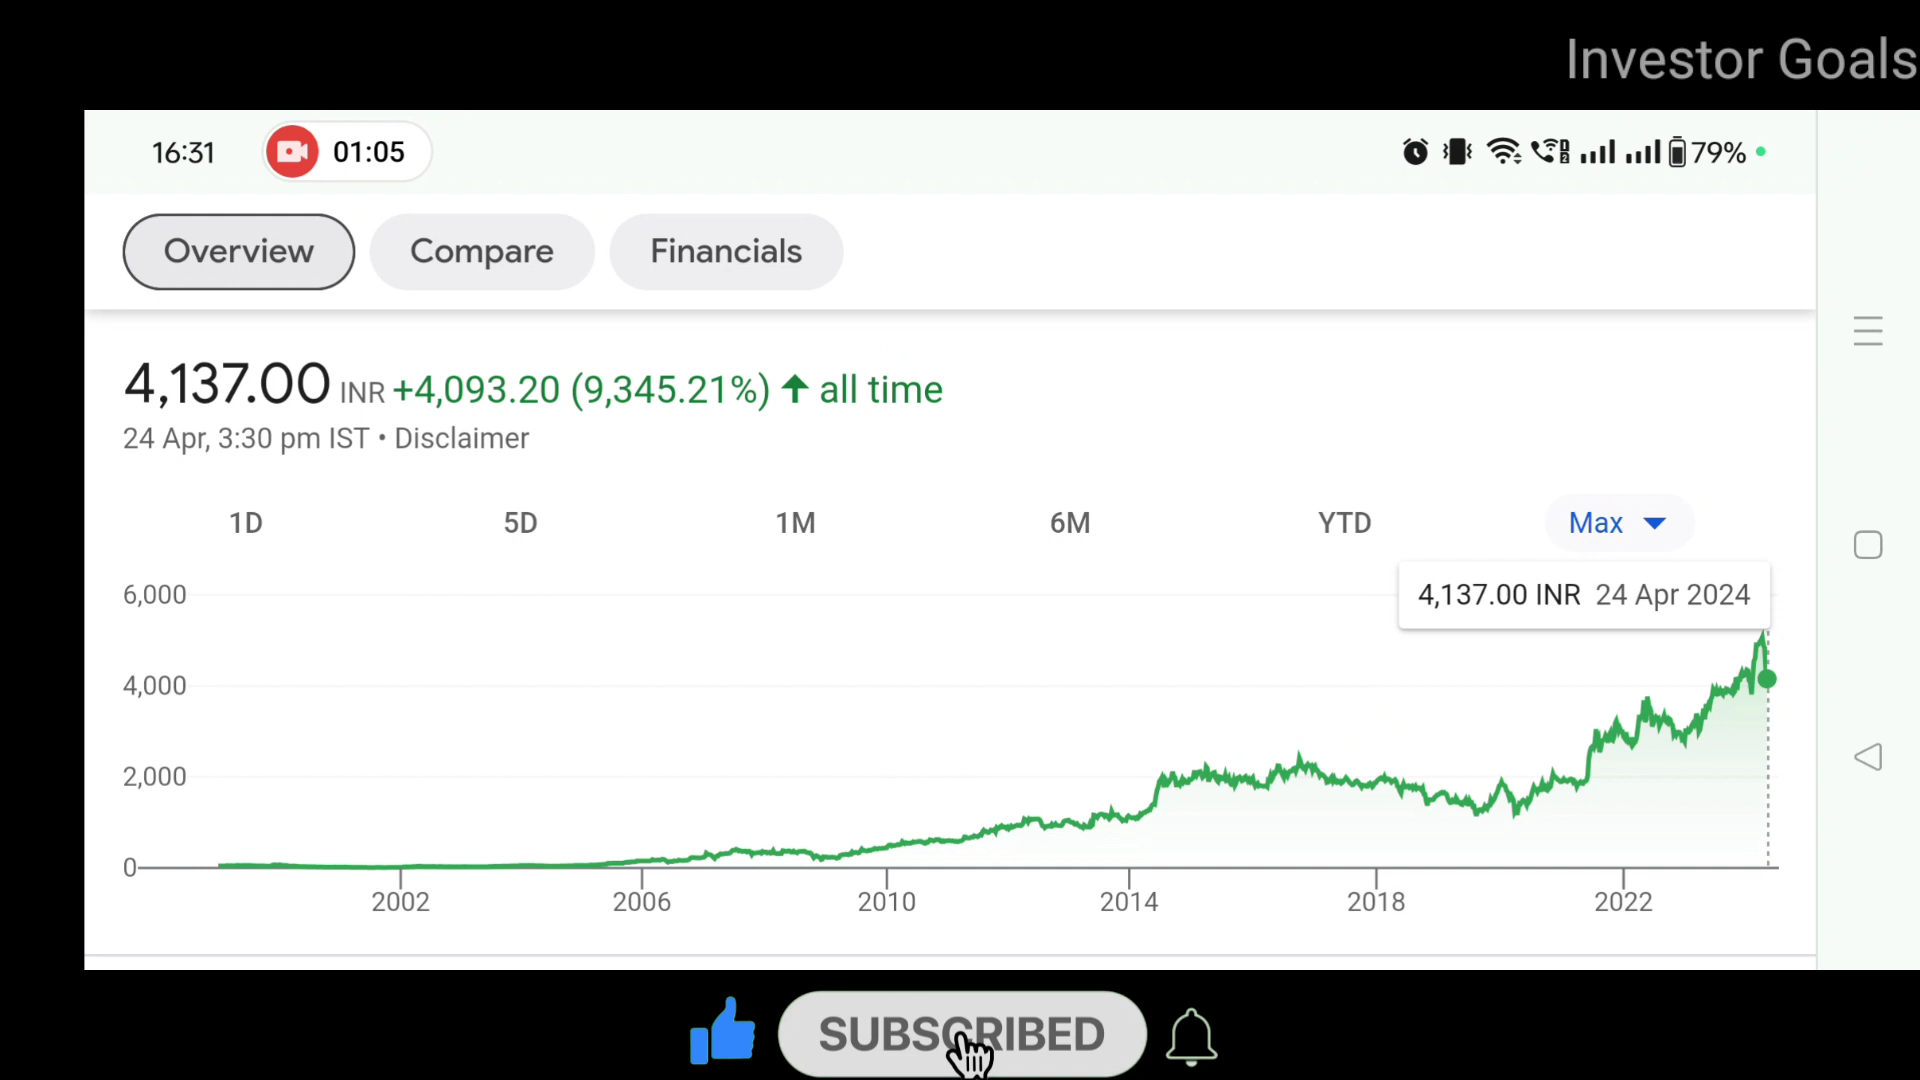 Investor Goals
16:31 01:05 79%
Overview Compare Financials
4,137.00 INR +4,093.20 (9,345.21%) all time
24 Apr, 3:30 pm IST • Disclaimer
1D 5D 1M 6M YTD Max
4,137.00 INR 24 Apr 2024
6,000
4,000
2,000
0
2002 2006 2010 2014 2018 2022
SUBSCRIBED